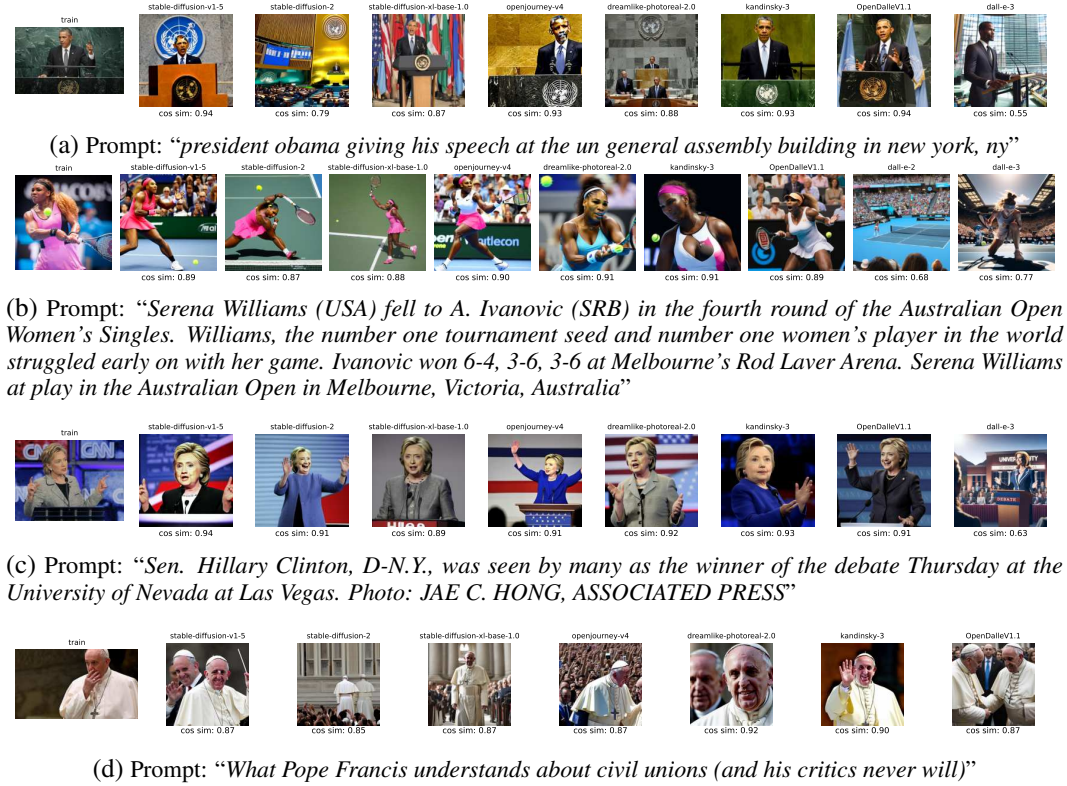 train
stable-diffusion-v1-5
stable-diffusion-2
stable-diffusion-xl-base-1.0
openjourney-v4
dreamlike-photoreal-2.0
kandinsky-3
OpenDalleV1.1
dall-e-3
cos sim: 0.94
cos sim: 0.79
cos sim: 0.87
cos sim: 0.93
cos sim: 0.88
cos sim: 0.93
cos sim: 0.94
cos sim: 0.55
(a) Prompt: “president obama giving his speech at the un general assembly building in new york, ny”
train
stable-diffusion-v1-5
stable-diffusion-2
stable-diffusion-xl-base-1.0
openjourney-v4
dreamlike-photoreal-2.0
kandinsky-3
OpenDalleV1.1
dall-e-2
dall-e-3
cos sim: 0.89
cos sim: 0.87
cos sim: 0.88
cos sim: 0.90
cos sim: 0.91
cos sim: 0.91
cos sim: 0.89
cos sim: 0.68
cos sim: 0.77
(b) Prompt: “Serena Williams (USA) fell to A. Ivanovic (SRB) in the fourth round of the Australian Open
Women’s Singles. Williams, the number one tournament seed and number one women’s player in the world
struggled early on with her game. Ivanovic won 6-4, 3-6, 3-6 at Melbourne’s Rod Laver Arena. Serena Williams
at play in the Australian Open in Melbourne, Victoria, Australia”
train
stable-diffusion-v1-5
stable-diffusion-2
stable-diffusion-xl-base-1.0
openjourney-v4
dreamlike-photoreal-2.0
kandinsky-3
OpenDalleV1.1
dall-e-3
CNN
DEBATE
cos sim: 0.94
cos sim: 0.91
cos sim: 0.89
cos sim: 0.91
cos sim: 0.92
cos sim: 0.93
cos sim: 0.91
cos sim: 0.63
(c) Prompt: “Sen. Hillary Clinton, D-N.Y., was seen by many as the winner of the debate Thursday at the
University of Nevada at Las Vegas. Photo: JAE C. HONG, ASSOCIATED PRESS”
train
stable-diffusion-v1-5
stable-diffusion-2
stable-diffusion-xl-base-1.0
openjourney-v4
dreamlike-photoreal-2.0
kandinsky-3
OpenDalleV1.1
cos sim: 0.87
cos sim: 0.85
cos sim: 0.87
cos sim: 0.87
cos sim: 0.92
cos sim: 0.90
cos sim: 0.87
(d) Prompt: “What Pope Francis understands about civil unions (and his critics never will)”